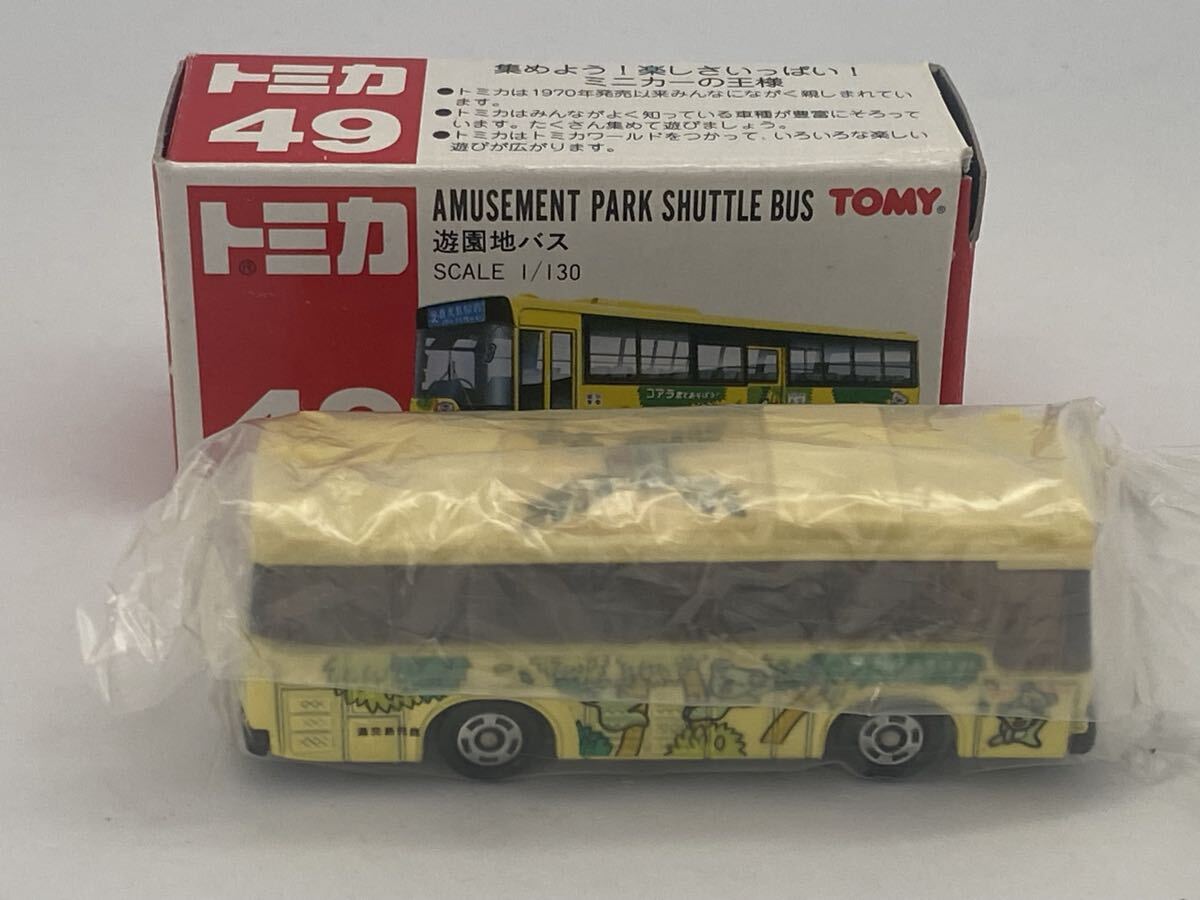 トミカ
49
集めよう！楽しさいっぱい！
ミニカーの王様
●トミカは1970年発売以来みんなにながく親しまれてい
ます。
●トミカはみんながよく知っている車種が豊富にそろって
います。たくさん集めて遊びましょう。
●トミカはトミカワールドをつかって、いろいろな楽しい
遊びが広がります。
トミカ®
AMUSEMENT PARK SHUTTLE BUS TOMY®
遊園地バス
SCALE 1/130
49